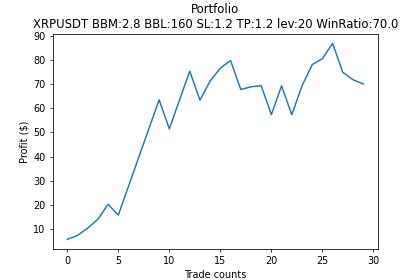 Portfolio
XRPUSDT BBM:2.8 BBL:160 SL:1.2 TP:1.2 lev:20 WinRatio:70.0
90
80
70
60
50
40
30
20
10
Profit ($)
0 5 10 15 20 25 30
Trade counts